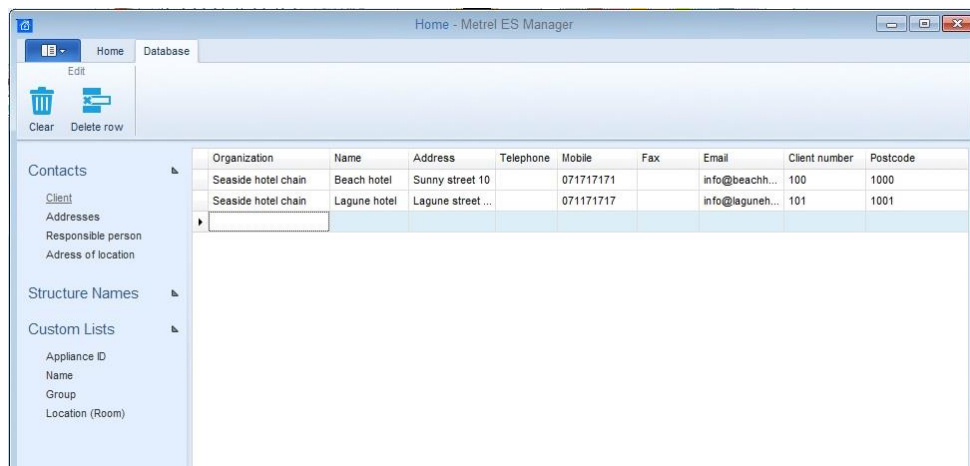 Home - Metrel ES Manager
Home Database
Edit
Clear Delete row
Contacts
Client
Addresses
Responsible person
Adress of location
Structure Names
Custom Lists
Appliance ID
Name
Group
Location (Room)
Organization Name Address Telephone Mobile Fax Email Client number Postcode
Seaside hotel chain Beach hotel Sunny street 10 071717171 info@beachh... 100 1000
Seaside hotel chain Lagune hotel Lagune street ... 071171717 info@laguneh... 101 1001